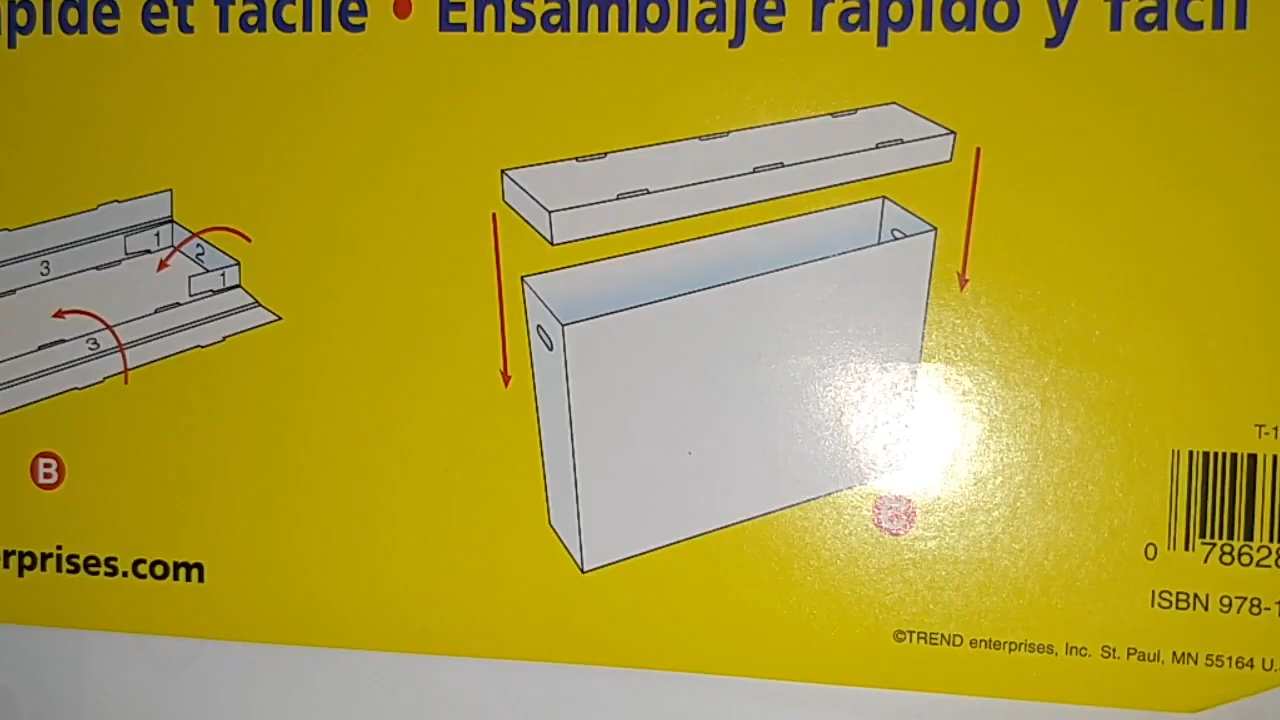 pide et facile • Ensamblaje rápido y fácil
1
2
3
1
3
B
T-1
0 78628
rprises.com
ISBN 978-1
©TREND enterprises, Inc. St. Paul, MN 55164 U.